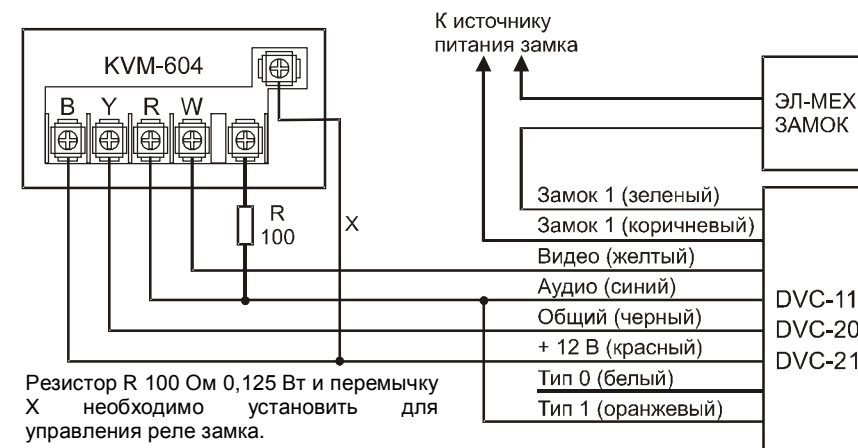 К источнику
питания замка
KVM-604
B Y R W
ЭЛ-МЕХ
ЗАМОК
R
100
X
Замок 1 (зеленый)
Замок 1 (коричневый)
Видео (желтый)
Аудио (синий)
Общий (черный)
+ 12 В (красный)
Тип 0 (белый)
Тип 1 (оранжевый)
DVC-11
DVC-20
DVC-21
Резистор R 100 Ом 0,125 Вт и перемычку
X необходимо установить для
управления реле замка.